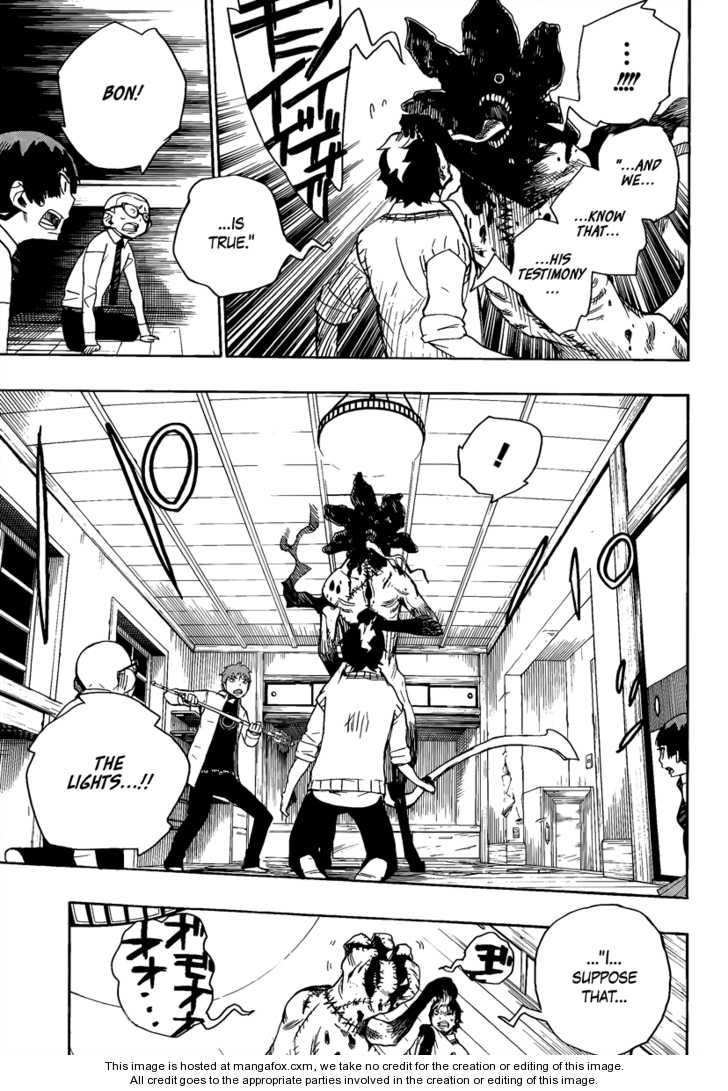 ...
!!!!
"...AND
WE...
...KNOW
THAT...
...HIS
TESTIMONY
...
...IS
TRUE."
BON!
!
THE
LIGHTS...!!
..."I
SUPPOSE
THAT...
This image is hosted at mangafox.cxm, we take no credit for the creation or editing of this image.
All credit goes to the appropriate parties involved in the creation or editing of this image.